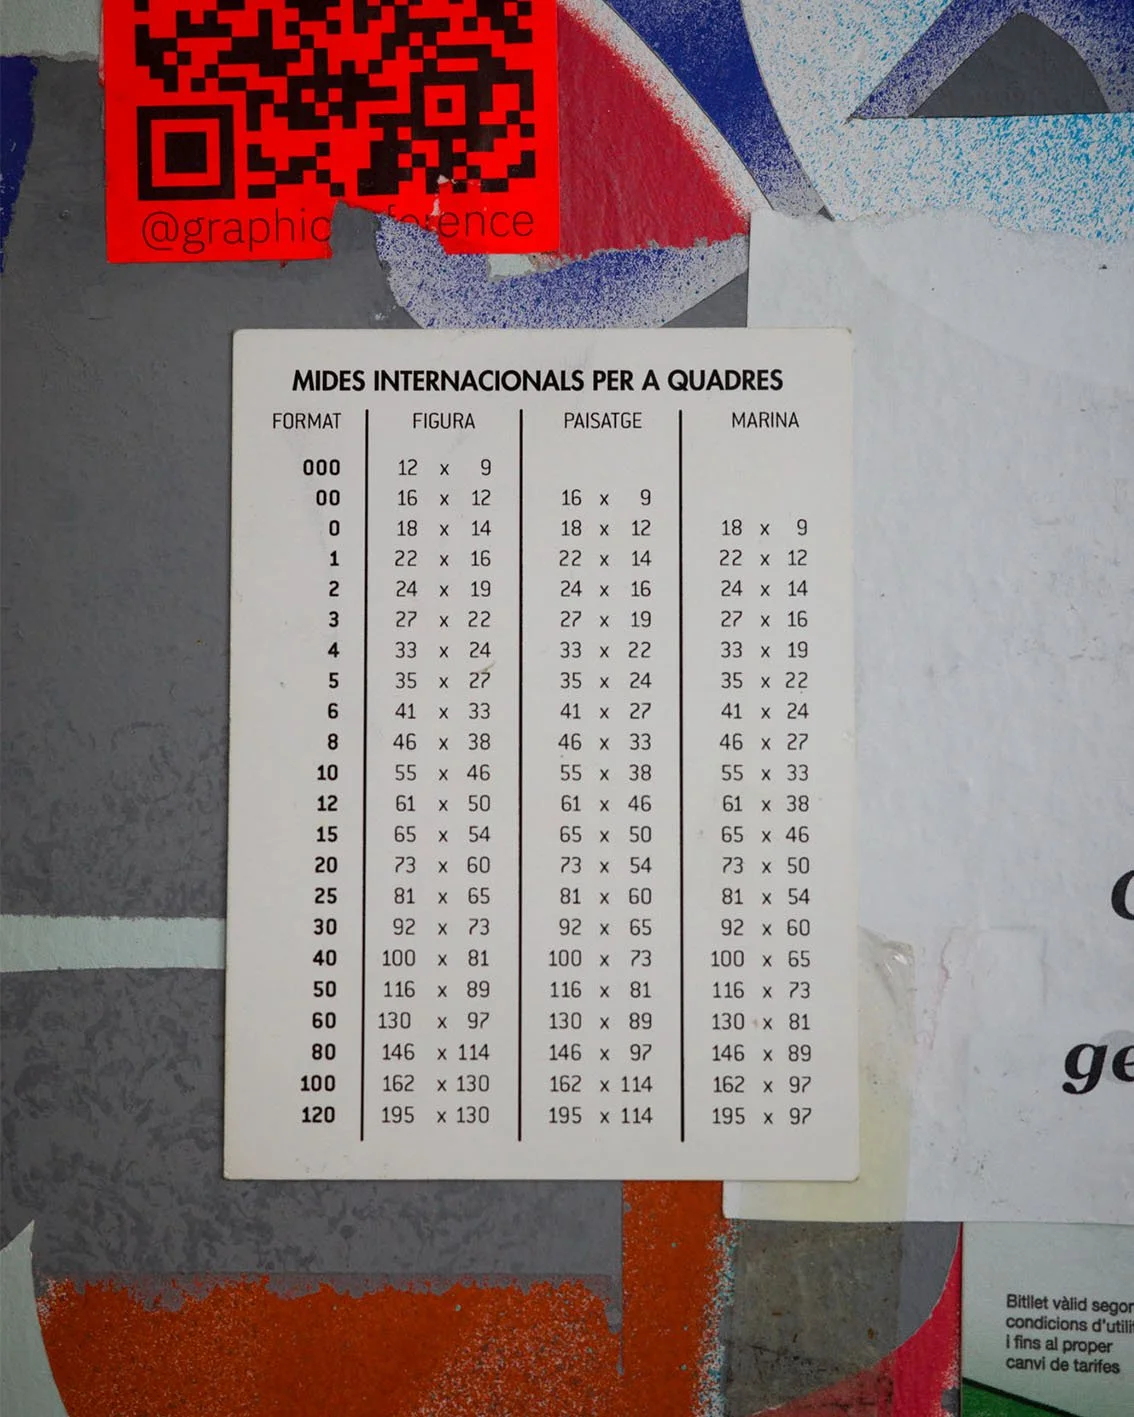 MIDES INTERNACIONALS PER A QUADRES
FORMAT FIGURA PAISATGE MARINA
000 12 x 9
00 16 x 12 16 x 9
0 18 x 14 18 x 12 18 x 9
1 22 x 16 22 x 14 22 x 12
2 24 x 19 24 x 16 24 x 14
3 27 x 22 27 x 19 27 x 16
4 33 x 24 33 x 22 33 x 19
5 35 x 27 35 x 24 35 x 22
6 41 x 33 41 x 27 41 x 24
8 46 x 38 46 x 33 46 x 27
10 55 x 46 55 x 38 55 x 33
12 61 x 50 61 x 46 61 x 38
15 65 x 54 65 x 50 65 x 46
20 73 x 60 73 x 54 73 x 50
25 81 x 65 81 x 60 81 x 54
30 92 x 73 92 x 65 92 x 60
40 100 x 81 100 x 73 100 x 65
50 116 x 89 116 x 81 116 x 73
60 130 x 97 130 x 89 130 x 81
80 146 x 114 146 x 97 146 x 89
100 162 x 130 162 x 114 162 x 97
120 195 x 130 195 x 114 195 x 97
ge
Bitllet vàlid segon
condicions d'utili
i fins al proper
canvi de tarifes